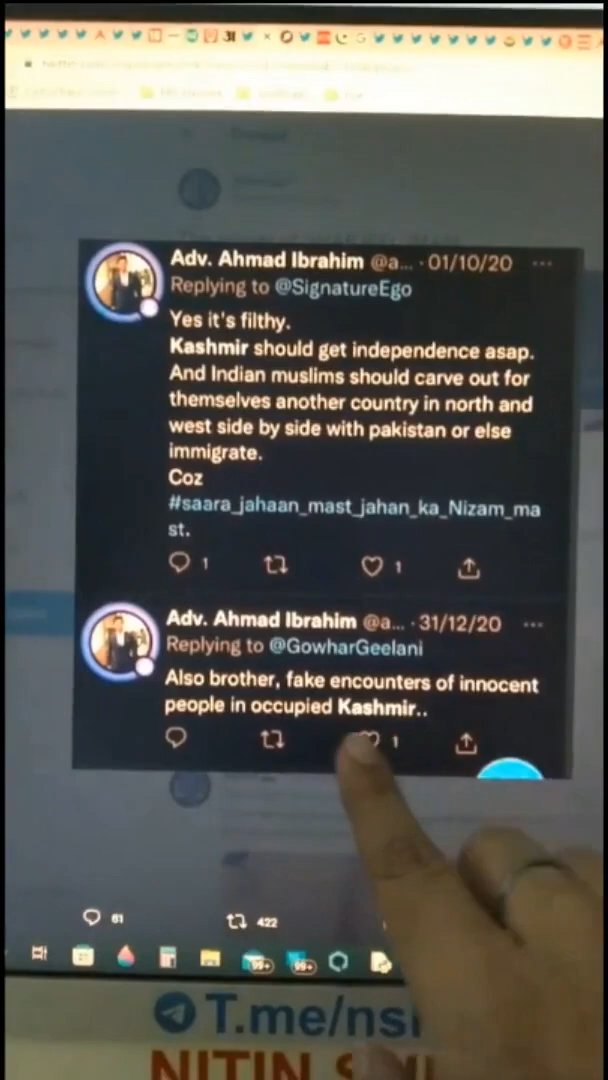 Adv. Ahmad Ibrahim @a... · 01/10/20 ...
Replying to @SignatureEgo
Yes it's filthy.
Kashmir should get independence asap.
And Indian muslims should carve out for
themselves another country in north and
west side by side with pakistan or else
immigrate.
Coz
#saara_jahaan_mast_jahan_ka_Nizam_ma
st.
1 1
Adv. Ahmad Ibrahim @a... · 31/12/20 ...
Replying to @GowharGeelani
Also brother, fake encounters of innocent
people in occupied Kashmir..
1
61 422
99+ 99+
T.me/ns
NITIN